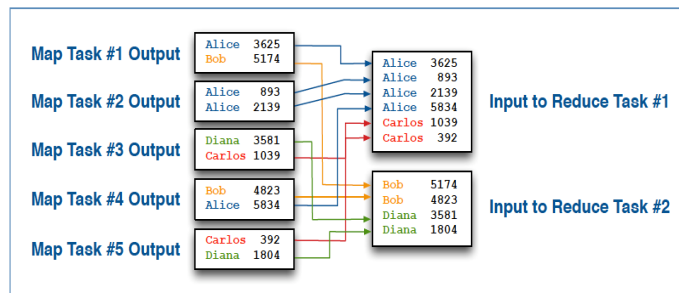 Map Task #1 Output
Alice 3625
Bob 5174
Map Task #2 Output
Alice 893
Alice 2139
Map Task #3 Output
Diana 3581
Carlos 1039
Map Task #4 Output
Bob 4823
Alice 5834
Map Task #5 Output
Carlos 392
Diana 1804
Alice 3625
Alice 893
Alice 2139
Alice 5834
Carlos 1039
Carlos 392
Input to Reduce Task #1
Bob 5174
Bob 4823
Diana 3581
Diana 1804
Input to Reduce Task #2